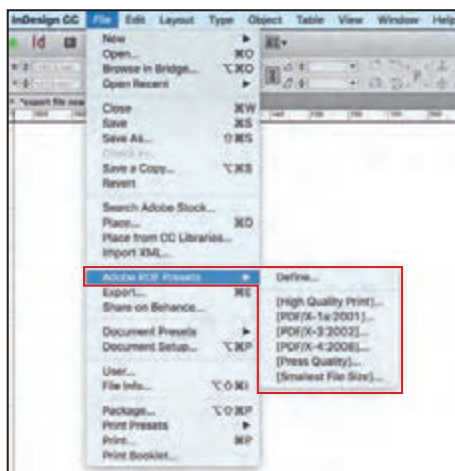 InDesign CC File Edit Layout Type Object Table View Window Help
Id
New
Open... ⌘O
Browse in Bridge... ⌥⌘O
Open Recent
Close ⌘W
Save ⌘S
Save As... ⇧⌘S
Save a Copy... ⌥⌘S
Revert
Search Adobe Stock...
Place... ⌘D
Place from CC Libraries...
Import XML...
Adobe PDF Presets
Define...
Export... ⌘E
[High Quality Print]...
Share on Behance...
[PDF/X-1a:2001]...
[PDF/X-3:2002]...
Document Presets
[PDF/X-4:2008]...
Document Setup... ⌥⌘P
[Press Quality]...
[Smallest File Size]...
User...
File Info... ⌥⇧⌘I
Package... ⌥⇧⌘P
Print Presets
Print... ⌘P
Print Booklet...